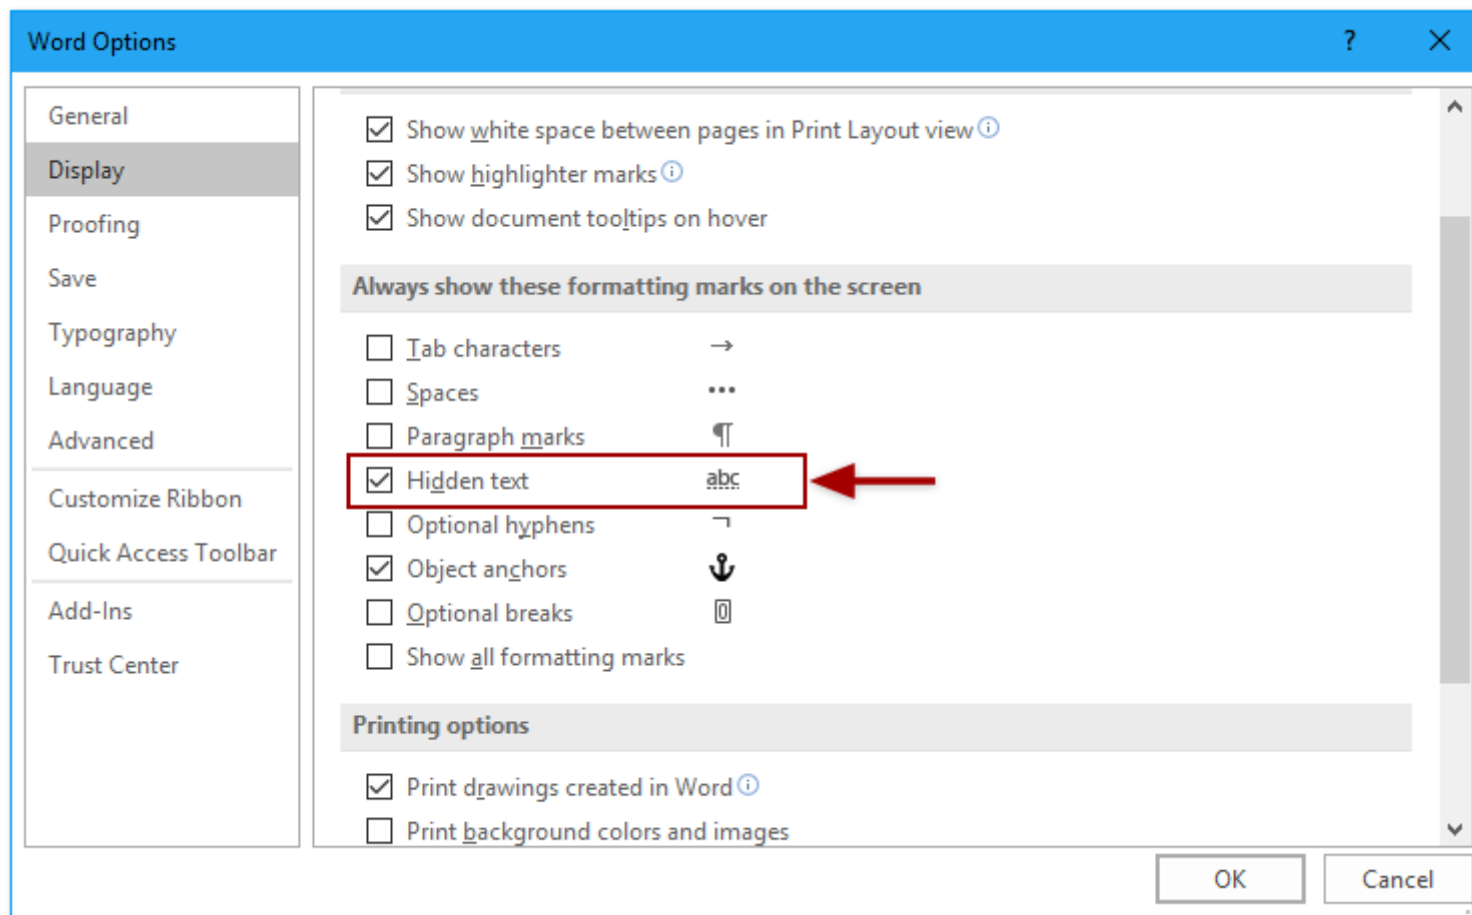 Word Options ?
General
Display
Proofing
Save
Typography
Language
Advanced
Customize Ribbon
Quick Access Toolbar
Add-Ins
Trust Center
Show white space between pages in Print Layout view
Show highlighter marks
Show document tooltips on hover
Always show these formatting marks on the screen
Tab characters →
Spaces •••
Paragraph marks ¶
Hidden text abc
Optional hyphens ¬
Object anchors
Optional breaks
Show all formatting marks
Printing options
Print drawings created in Word
Print background colors and images
OK Cancel